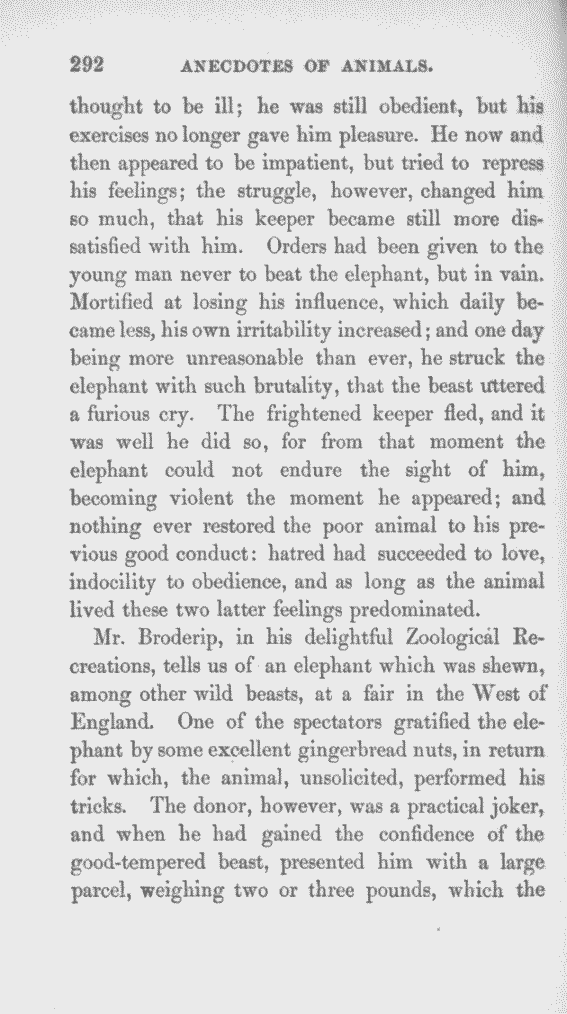 292 ANECDOTES OF ANIMALS.
thought to be ill; he was still obedient, but his
exercises no longer gave him pleasure. He now and
then appeared to be impatient, but tried to repress
his feelings; the struggle, however, changed him
so much, that his keeper became still more dis-
satisfied with him. Orders had been given to the
young man never to beat the elephant, but in vain.
Mortified at losing his influence, which daily be-
came less, his own irritability increased; and one day
being more unreasonable than ever, he struck the
elephant with such brutality, that the beast uttered
a furious cry. The frightened keeper fled, and it
was well he did so, for from that moment the
elephant could not endure the sight of him,
becoming violent the moment he appeared; and
nothing ever restored the poor animal to his pre-
vious good conduct: hatred had succeeded to love,
indocility to obedience, and as long as the animal
lived these two latter feelings predominated.
Mr. Broderip, in his delightful Zoological Re-
creations, tells us of an elephant which was shewn,
among other wild beasts, at a fair in the West of
England. One of the spectators gratified the ele-
phant by some excellent gingerbread nuts, in return
for which, the animal, unsolicited, performed his
tricks. The donor, however, was a practical joker,
and when he had gained the confidence of the
good-tempered beast, presented him with a large
parcel, weighing two or three pounds, which the